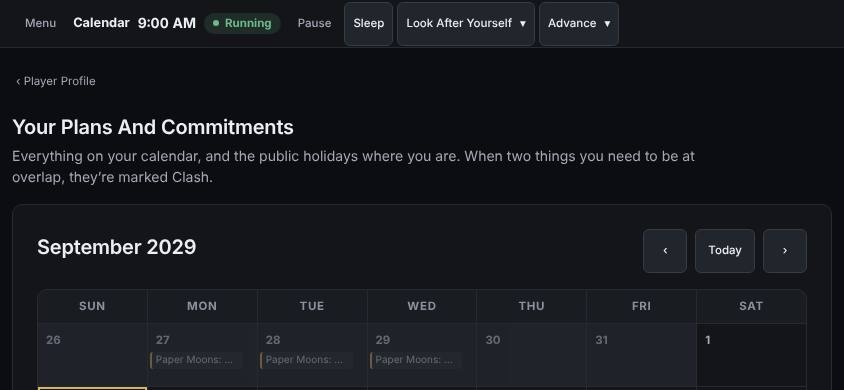 Menu Calendar 9:00 AM Running Pause Sleep Look After Yourself ▾ Advance ▾
‹ Player Profile
Your Plans And Commitments
Everything on your calendar, and the public holidays where you are. When two things you need to be at
overlap, they’re marked Clash.
September 2029 ‹ Today ›
SUN MON TUE WED THU FRI SAT
26 27 28 29 30 31 1
Paper Moons: ... Paper Moons: ... Paper Moons: ...